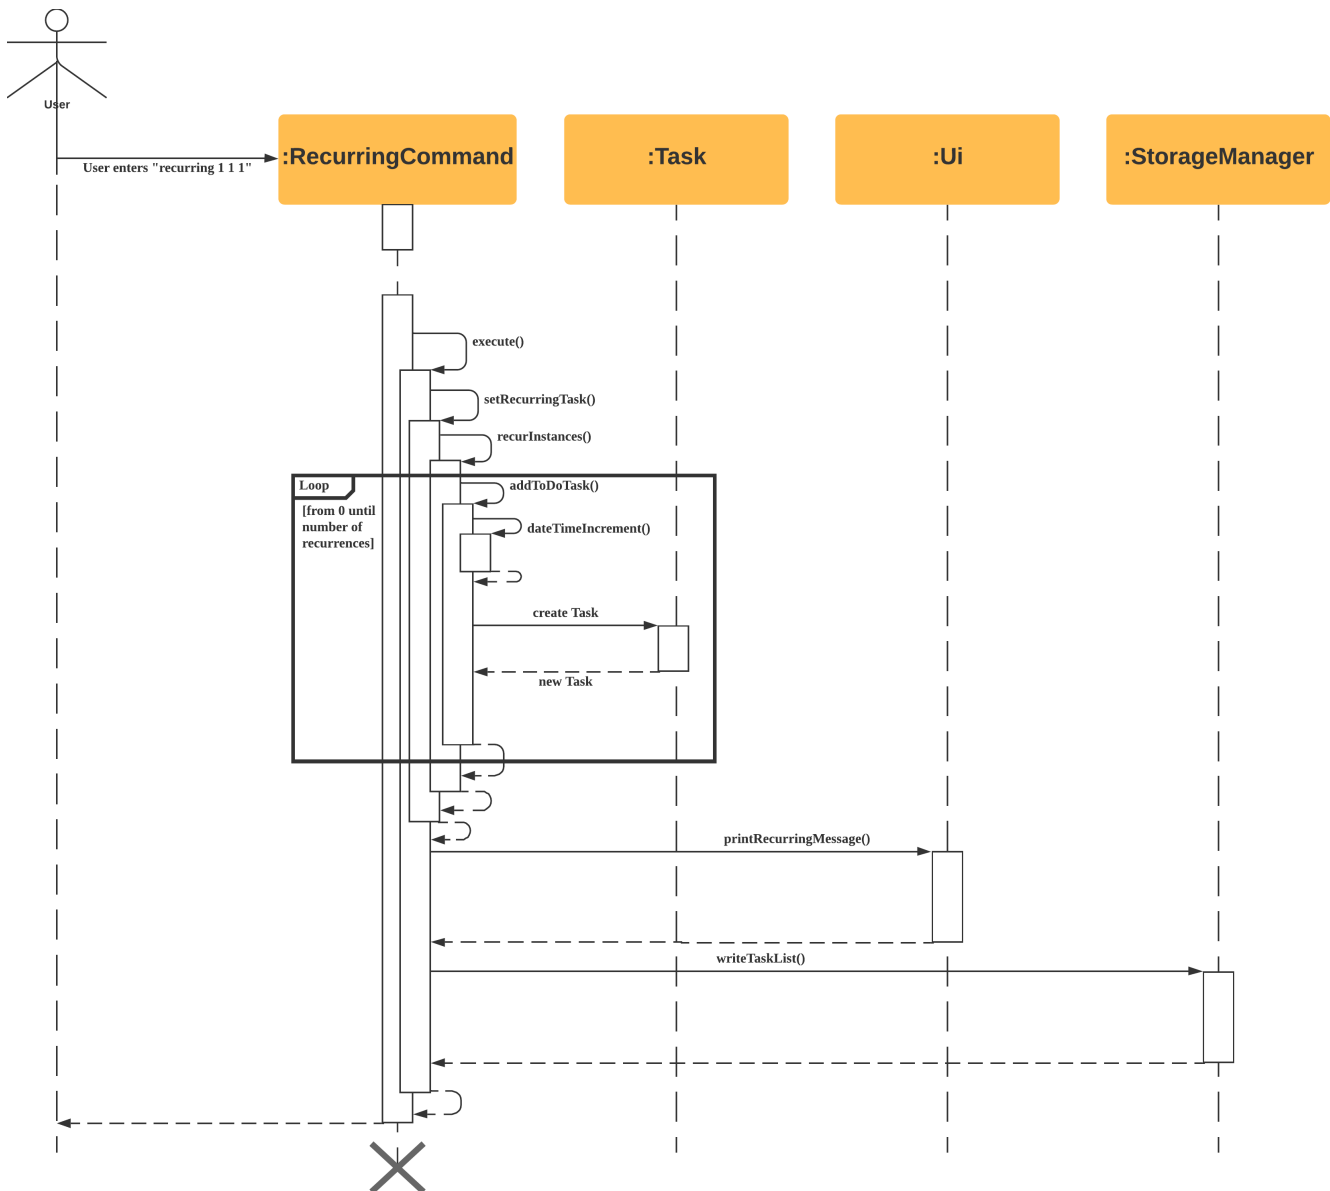 User
:RecurringCommand
:Task
:Ui
:StorageManager
User enters "recurring 1 1 1"
execute()
setRecurringTask()
recurInstances()
Loop
addToDoTask()
[from 0 until
number of
recurrences]
dateTimeIncrement()
create Task
new Task
printRecurringMessage()
writeTaskList()